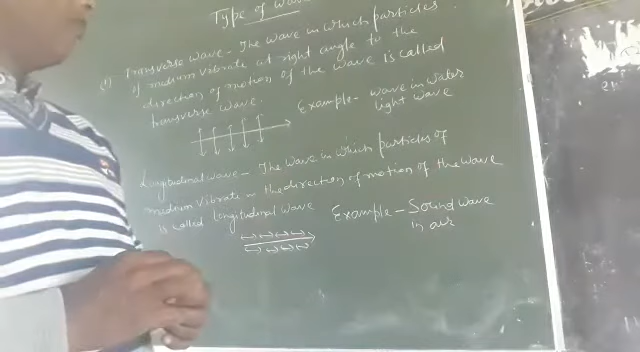 Type of wave
(1) Transverse wave - The wave in which particles
of midium vibrate at right angle to the
direction of motion of the wave is called
transverse wave.
Example - wave in water
light wave
Longitudinal wave - The wave in which particles of
midium vibrate in the direction of motion of the wave
is called longitudinal wave
Example - Sound wave
in air